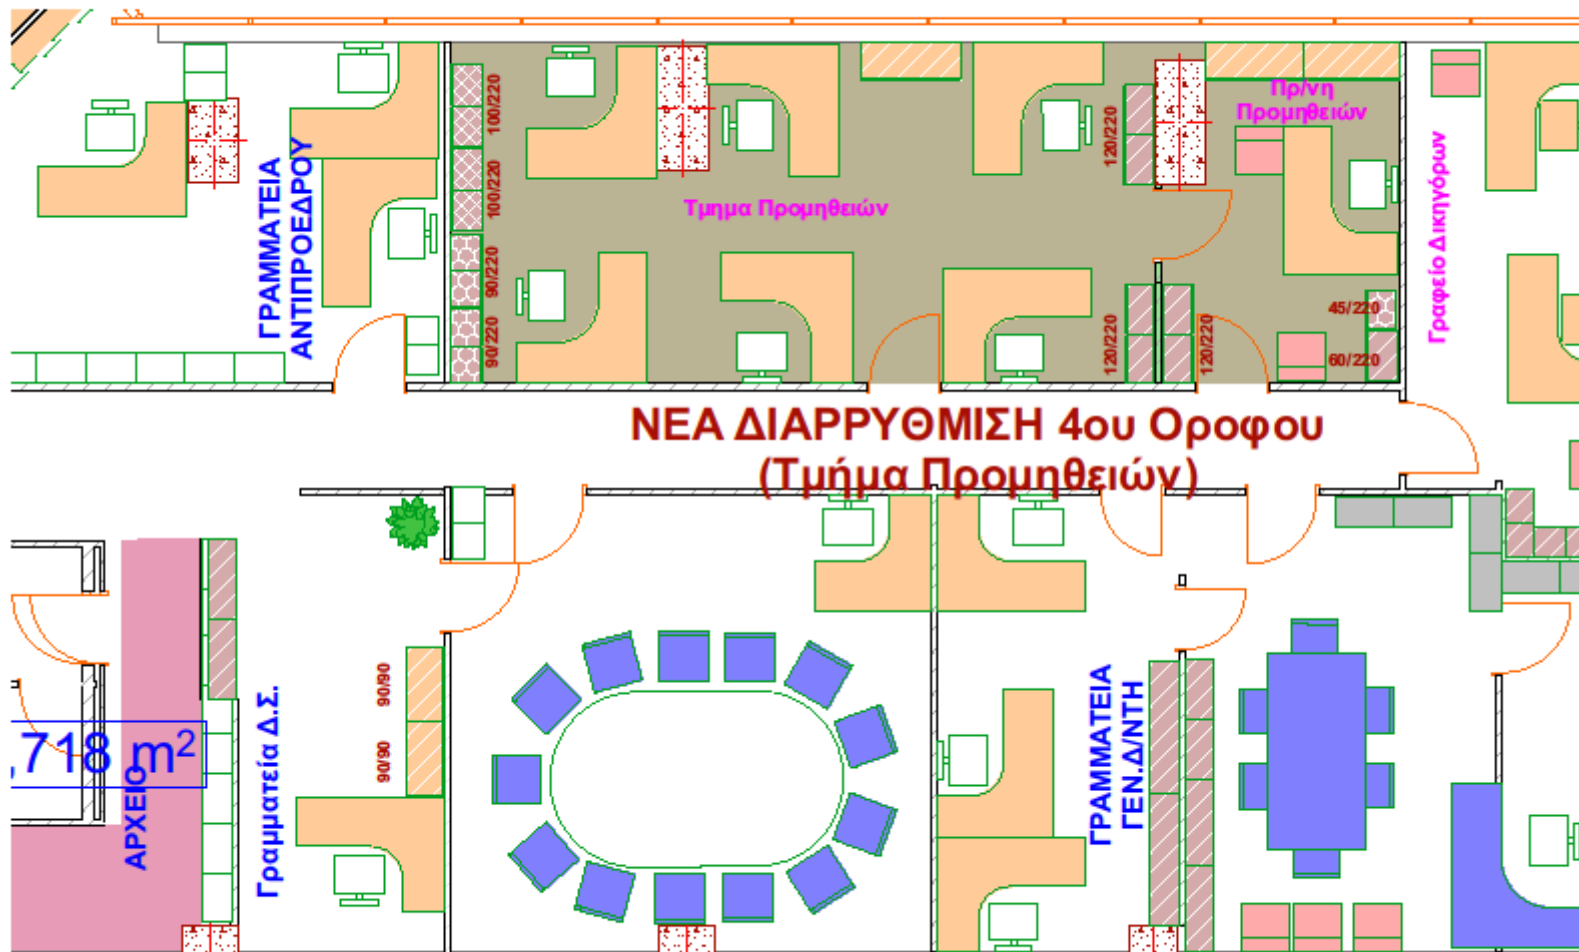 Πρ/νη
Προμηθειών
100/220
120/220
ΓΡΑΜΜΑΤΕΙΑ
ΑΝΤΙΠΡΟΕΔΡΟΥ
100/220
Τμημα Προμηθειών
Γραφείο Δικηγόρων
90/220
45/220
90/220
120/220
120/220
60/220
ΝΕΑ ΔΙΑΡΡΥΘΜΙΣΗ 4ου Οροφου
(Τμήμα Προμηθειών)
90/90
90/90
Γραμματεία Δ.Σ.
ΓΡΑΜΜΑΤΕΙΑ
ΓΕΝ.Δ/ΝΤΗ
,718 m²
ΑΡΧΕΙΟ